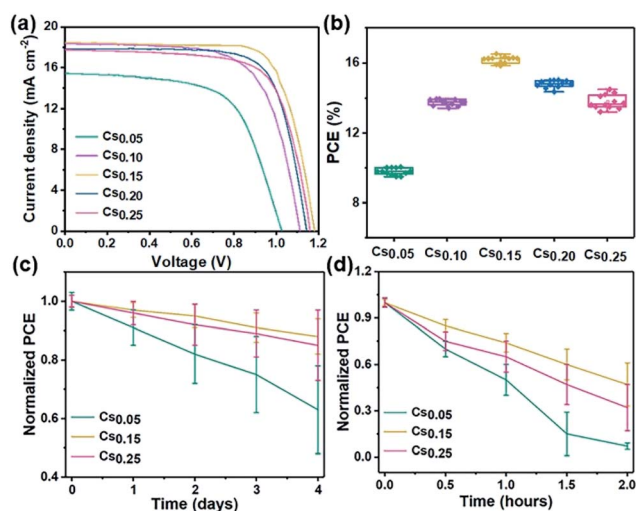 (a)
Current density (mA cm⁻²)
20
16
12
8
4
0
Cs0.05
Cs0.10
Cs0.15
Cs0.20
Cs0.25
0.0 0.2 0.4 0.6 0.8 1.0 1.2
Voltage (V)
(b)
PCE (%)
16
12
8
Cs0.05 Cs0.10 Cs0.15 Cs0.20 Cs0.25
(c)
Normalized PCE
1.0
0.8
0.6
0.4
Cs0.05
Cs0.15
Cs0.25
0 1 2 3 4
Time (days)
(d)
Normalized PCE
1.2
0.9
0.6
0.3
0.0
Cs0.05
Cs0.15
Cs0.25
0.0 0.5 1.0 1.5 2.0
Time (hours)